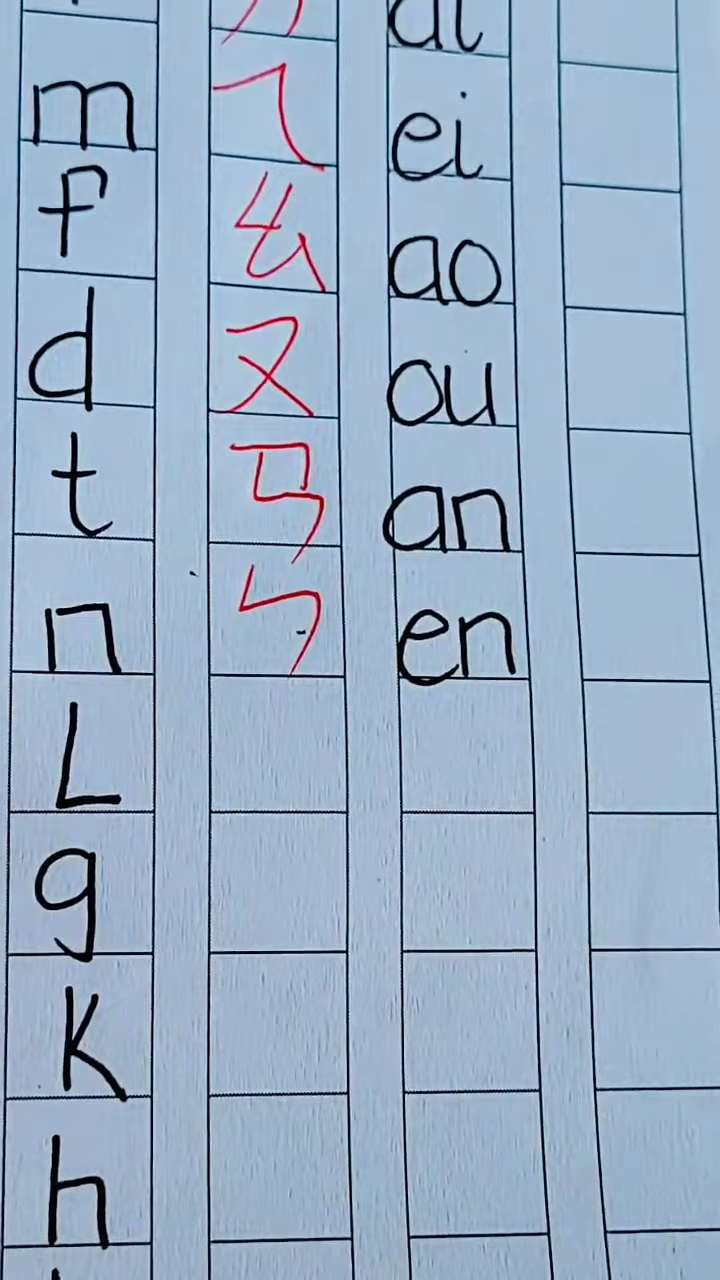 m ㄟ ei
f ㄠ ao
d ㄡ ou
t ㄢ an
n ㄣ en
L
g
K
h